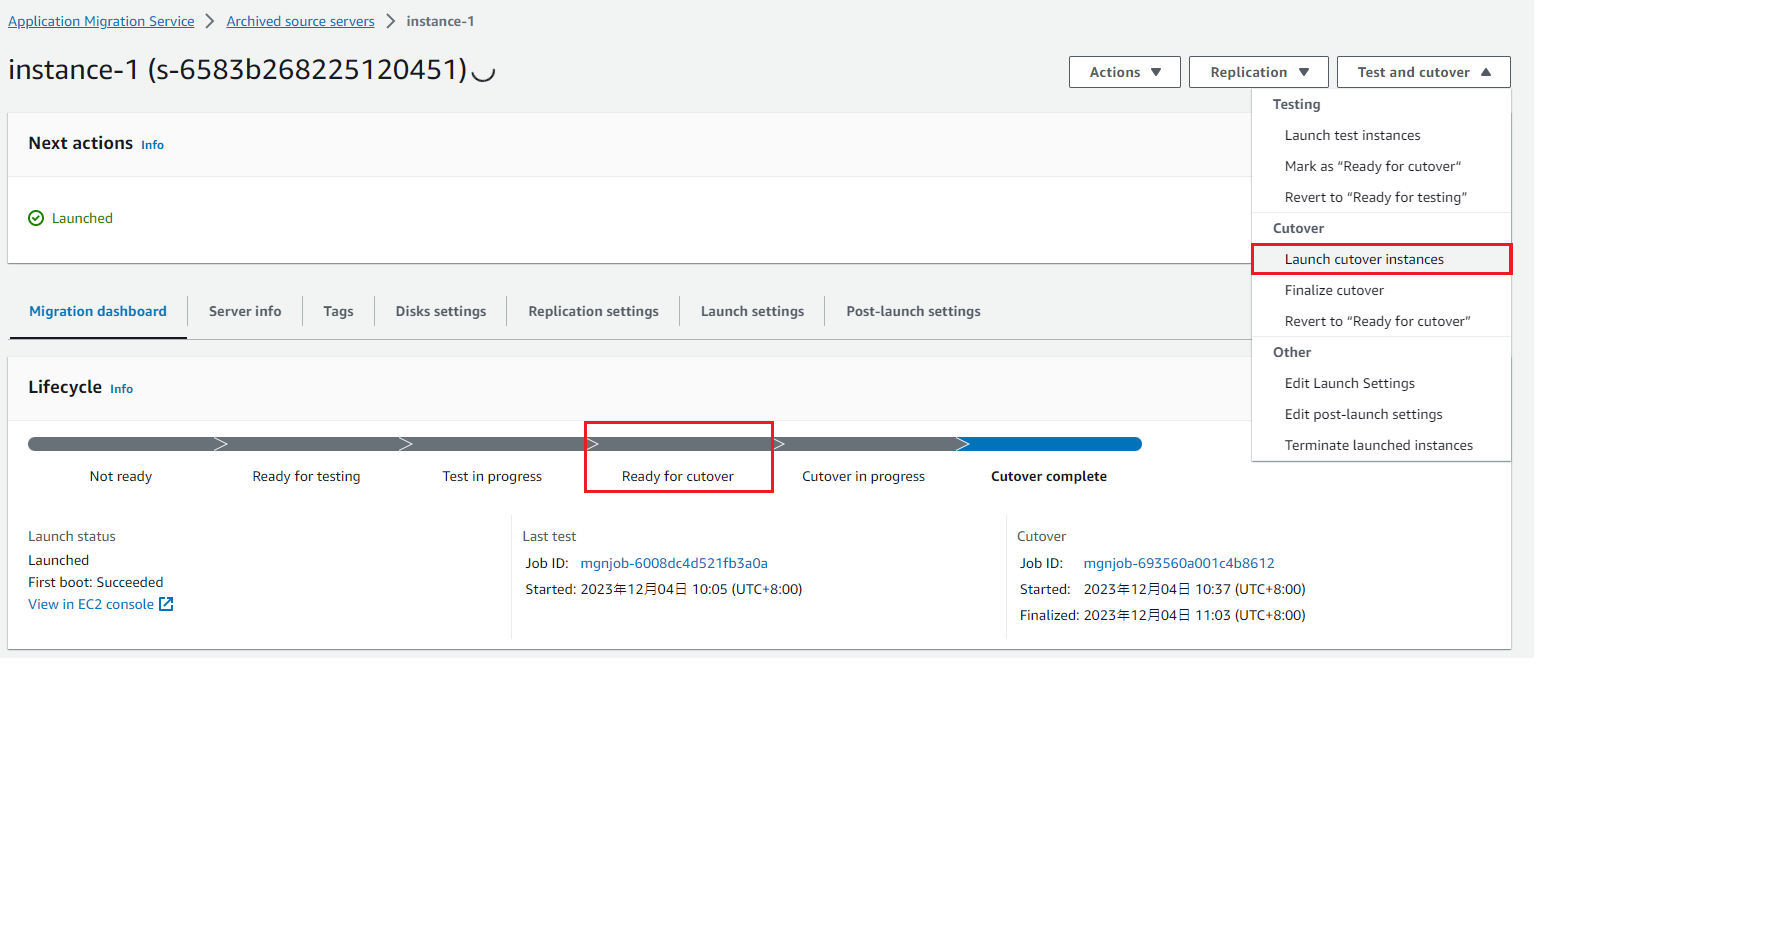 Application Migration Service > Archived source servers > instance-1
instance-1 (s-6583b268225120451)
Actions
Replication
Test and cutover
Testing
Launch test instances
Mark as “Ready for cutover“
Revert to “Ready for testing”
Cutover
Launch cutover instances
Finalize cutover
Revert to “Ready for cutover”
Other
Edit Launch Settings
Edit post-launch settings
Terminate launched instances
Next actions Info
Launched
Migration dashboard
Server info
Tags
Disks settings
Replication settings
Launch settings
Post-launch settings
Lifecycle Info
Not ready
Ready for testing
Test in progress
Ready for cutover
Cutover in progress
Cutover complete
Launch status
Launched
First boot: Succeeded
View in EC2 console
Last test
Job ID: mgnjob-6008dc4d521fb3a0a
Started: 2023年12月04日 10:05 (UTC+8:00)
Cutover
Job ID: mgnjob-693560a001c4b8612
Started: 2023年12月04日 10:37 (UTC+8:00)
Finalized: 2023年12月04日 11:03 (UTC+8:00)